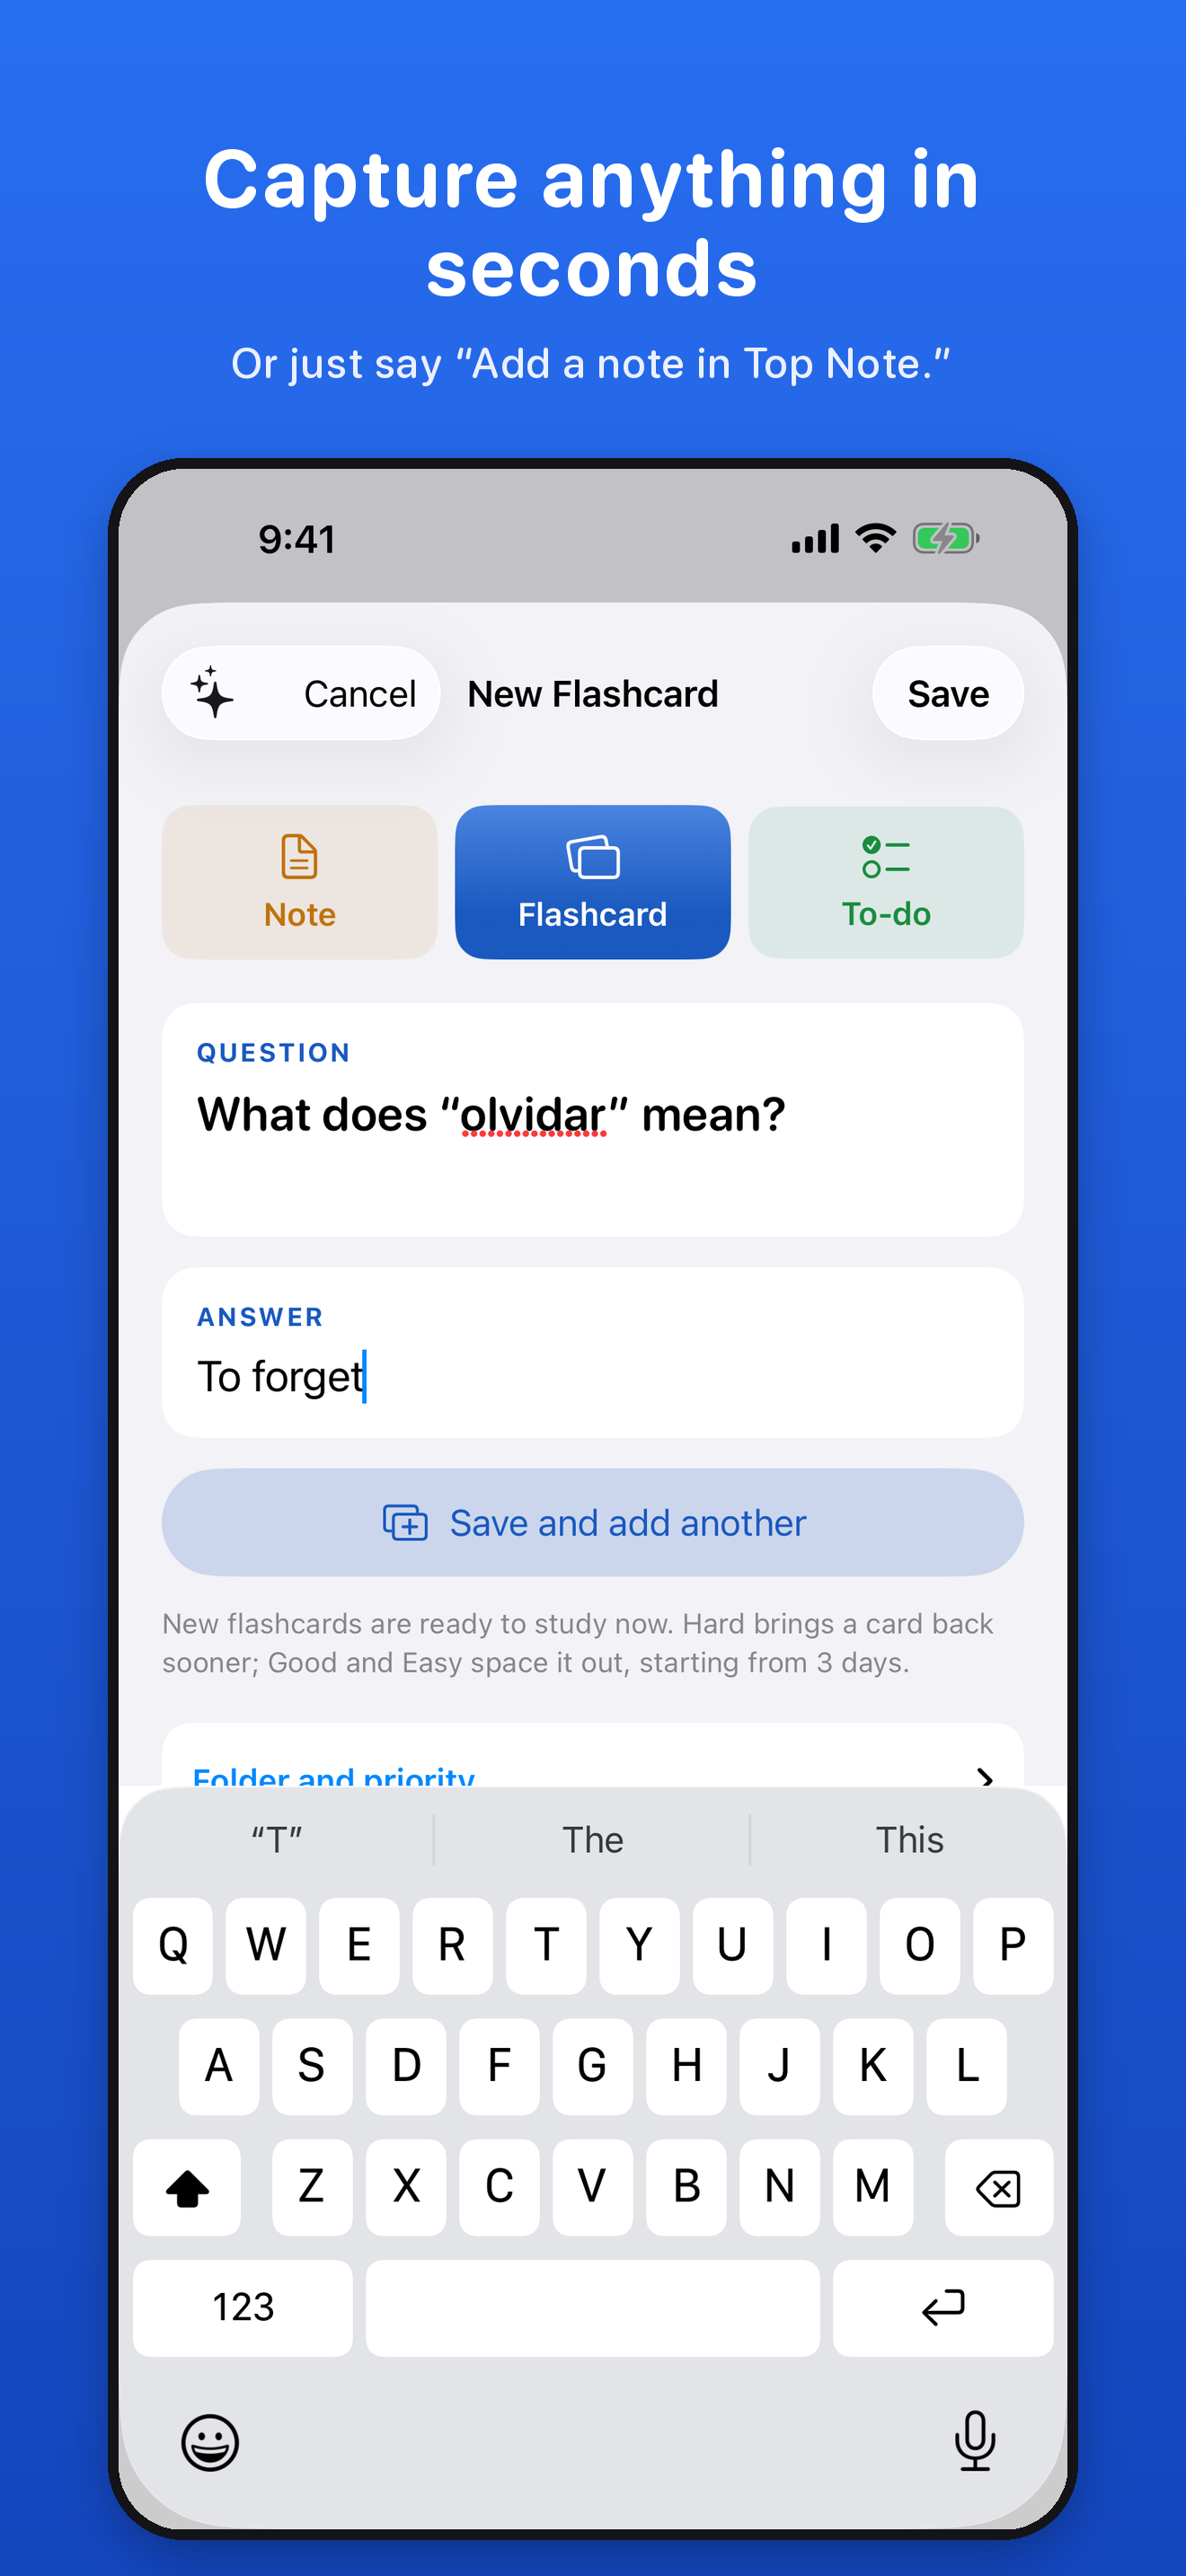 Capture anything in
seconds
Or just say “Add a note in Top Note.”
9:41
Cancel
New Flashcard
Save
Note
Flashcard
To-do
QUESTION
What does “olvidar” mean?
ANSWER
To forget
Save and add another
New flashcards are ready to study now. Hard brings a card back
sooner; Good and Easy space it out, starting from 3 days.
Folder and priority
“T”
The
This
Q W E R T Y U I O P
A S D F G H J K L
Z X C V B N M
123